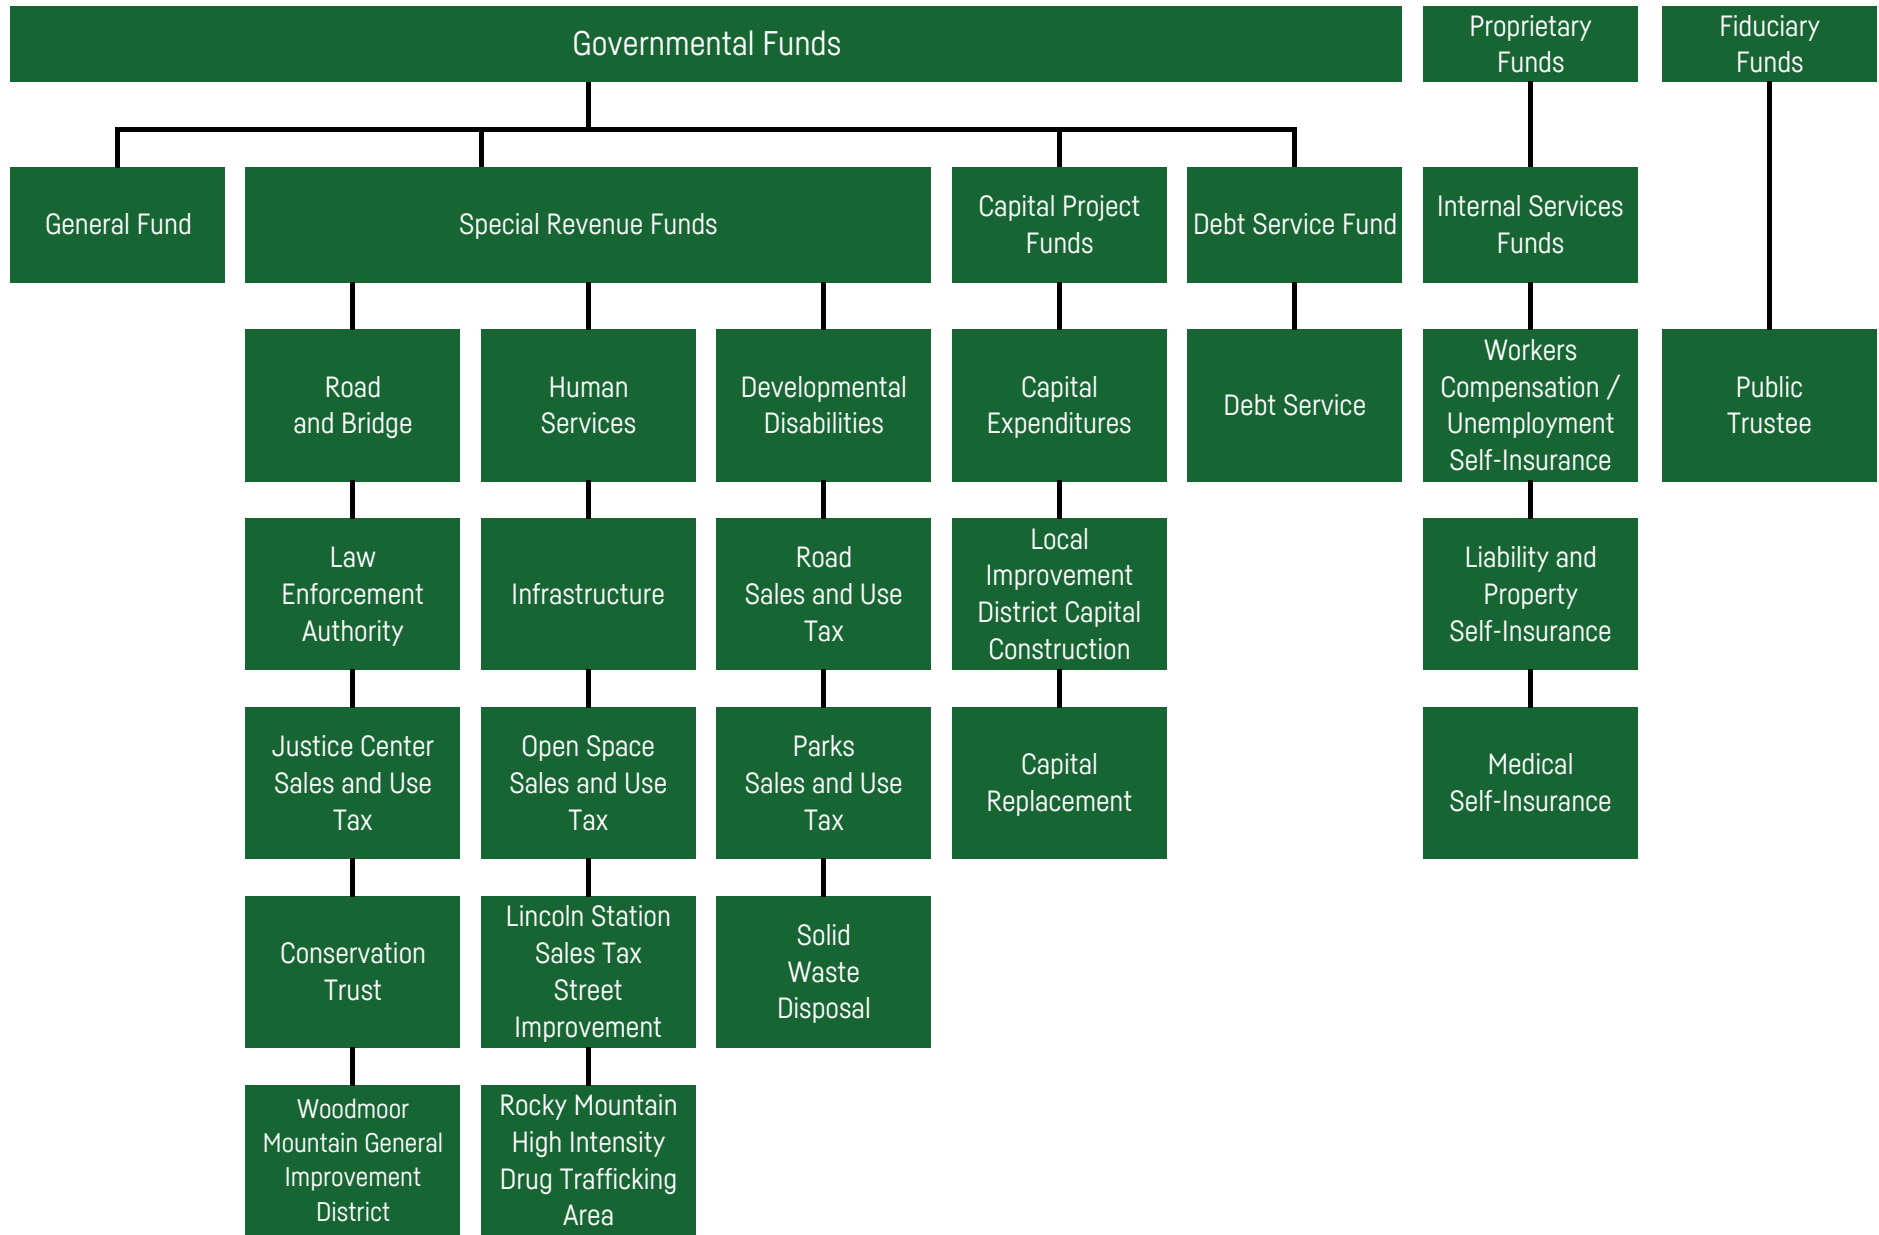 Governmental Funds
Proprietary
Funds
Fiduciary
Funds
General Fund
Special Revenue Funds
Capital Project
Funds
Debt Service Fund
Internal Services
Funds
Road
and Bridge
Human
Services
Developmental
Disabilities
Capital
Expenditures
Debt Service
Workers
Compensation /
Unemployment
Self-Insurance
Public
Trustee
Law
Enforcement
Authority
Infrastructure
Road
Sales and Use
Tax
Local
Improvement
District Capital
Construction
Liability and
Property
Self-Insurance
Justice Center
Sales and Use
Tax
Open Space
Sales and Use
Tax
Parks
Sales and Use
Tax
Capital
Replacement
Medical
Self-Insurance
Conservation
Trust
Lincoln Station
Sales Tax
Street
Improvement
Solid
Waste
Disposal
Woodmoor
Mountain General
Improvement
District
Rocky Mountain
High Intensity
Drug Trafficking
Area